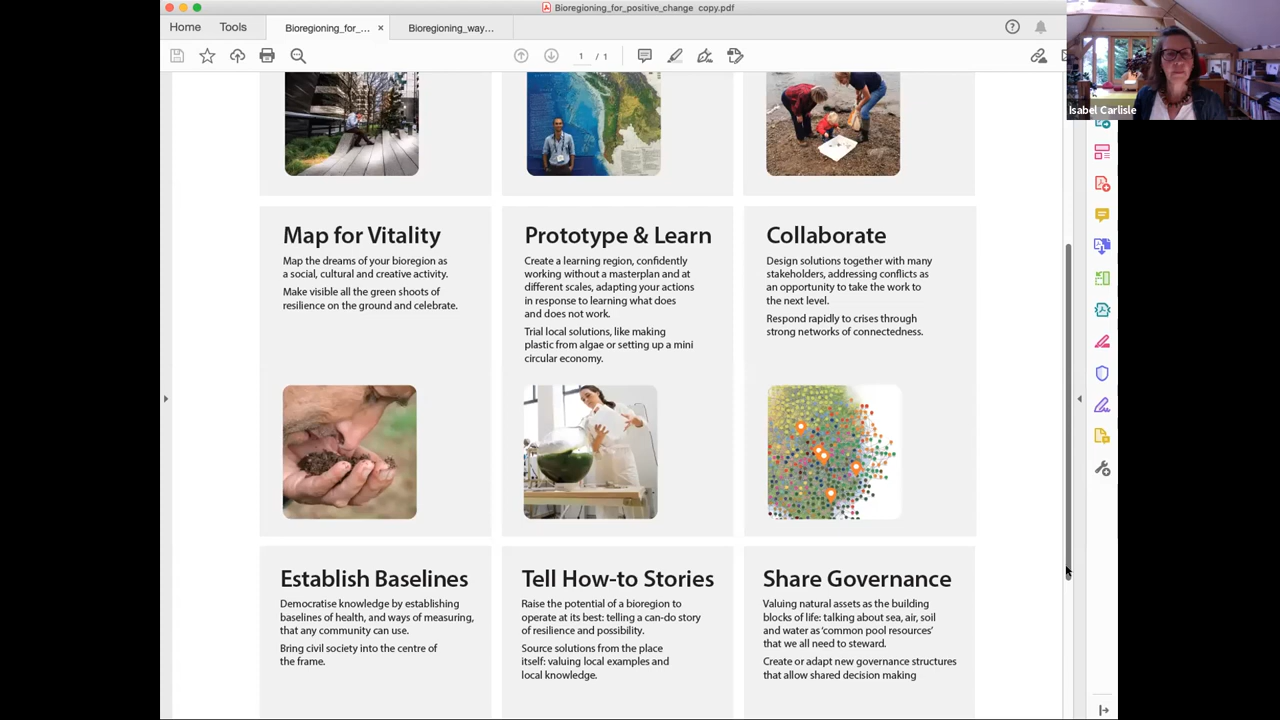 Bioregioning_for_positive_change copy.pdf
Home
Tools
Bioregioning_for_...
×
Bioregioning_way...
1 / 1
Isabel Carlisle
Map for Vitality
Map the dreams of your bioregion as
a social, cultural and creative activity.
Make visible all the green shoots of
resilience on the ground and celebrate.
Prototype & Learn
Create a learning region, confidently
working without a masterplan and at
different scales, adapting your actions
in response to learning what does
and does not work.
Trial local solutions, like making
plastic from algae or setting up a mini
circular economy.
Collaborate
Design solutions together with many
stakeholders, addressing conflicts as
an opportunity to take the work to
the next level.
Respond rapidly to crises through
strong networks of connectedness.
Establish Baselines
Democratise knowledge by establishing
baselines of health, and ways of measuring,
that any community can use.
Bring civil society into the centre of
the frame.
Tell How-to Stories
Raise the potential of a bioregion to
operate at its best: telling a can-do story
of resilience and possibility.
Source solutions from the place
itself: valuing local examples and
local knowledge.
Share Governance
Valuing natural assets as the building
blocks of life: talking about sea, air, soil
and water as ‘common pool resources’
that we all need to steward.
Create or adapt new governance structures
that allow shared decision making